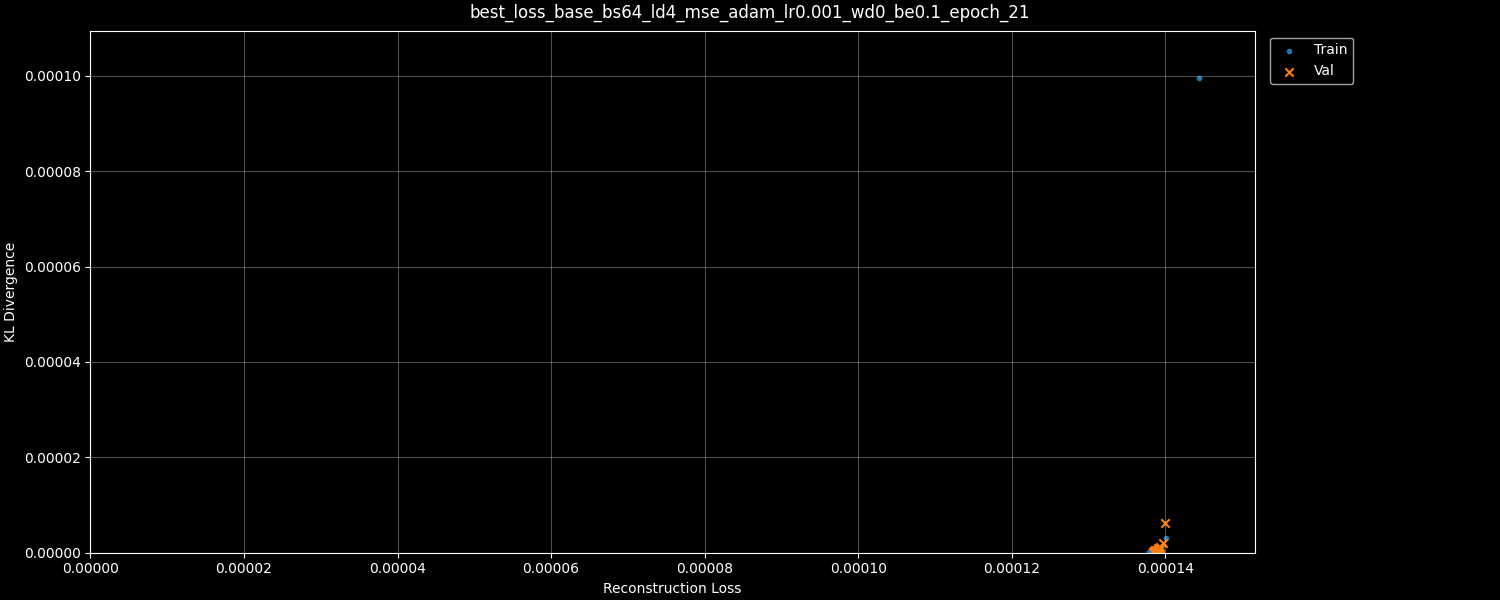 best_loss_base_bs64_ld4_mse_adam_lr0.001_wd0_be0.1_epoch_21
Train
Val
0.00010
0.00008
0.00006
0.00004
0.00002
0.00000
KL Divergence
0.00000 0.00002 0.00004 0.00006 0.00008 0.00010 0.00012 0.00014
Reconstruction Loss